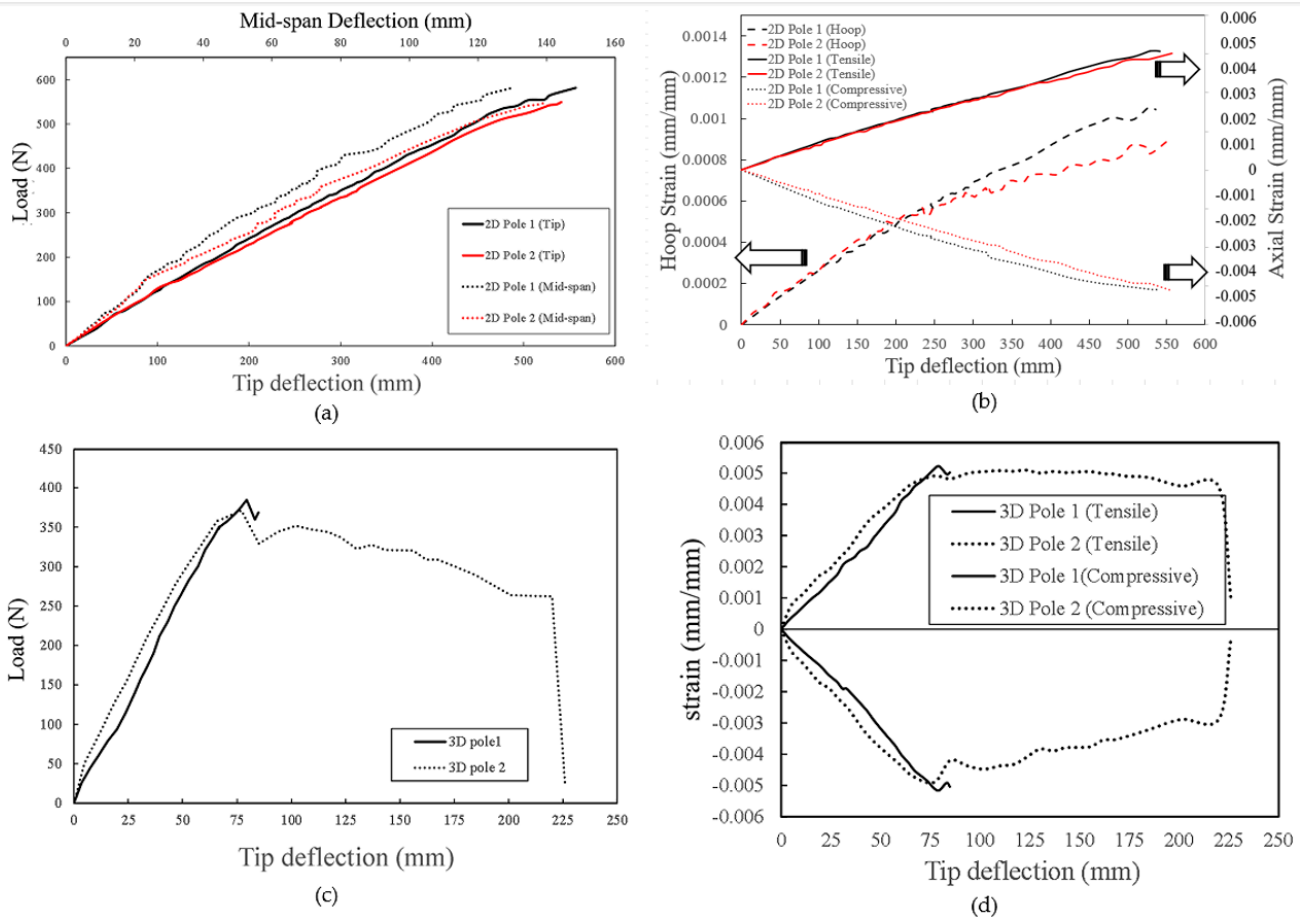 Mid-span Deflection (mm)
0 20 40 60 80 100 120 140 160
600
500
400
300
200
100
0
Load (N)
2D Pole 1 (Tip)
2D Pole 2 (Tip)
2D Pole 1 (Mid-span)
2D Pole 2 (Mid-span)
0 100 200 300 400 500 600
Tip deflection (mm)
(a)
0.0014
0.0012
0.001
0.0008
0.0006
0.0004
0.0002
0
Hoop Strain (mm/mm)
2D Pole 1 (Hoop)
2D Pole 2 (Hoop)
2D Pole 1 (Tensile)
2D Pole 2 (Tensile)
2D Pole 1 (Compressive)
2D Pole 2 (Compressive)
0.006
0.005
0.004
0.003
0.002
0.001
0
-0.001
-0.002
-0.003
-0.004
-0.005
-0.006
Axial Strain (mm/mm)
0 50 100 150 200 250 300 350 400 450 500 550 600
Tip deflection (mm)
(b)
450
400
350
300
250
200
150
100
50
0
Load (N)
3D pole1
3D pole 2
0 25 50 75 100 125 150 175 200 225 250
Tip deflection (mm)
(c)
0.006
0.005
0.004
0.003
0.002
0.001
0
-0.001
-0.002
-0.003
-0.004
-0.005
-0.006
strain (mm/mm)
3D Pole 1 (Tensile)
3D Pole 2 (Tensile)
3D Pole 1(Compressive)
3D Pole 2 (Compressive)
0 25 50 75 100 125 150 175 200 225 250
Tip deflection (mm)
(d)